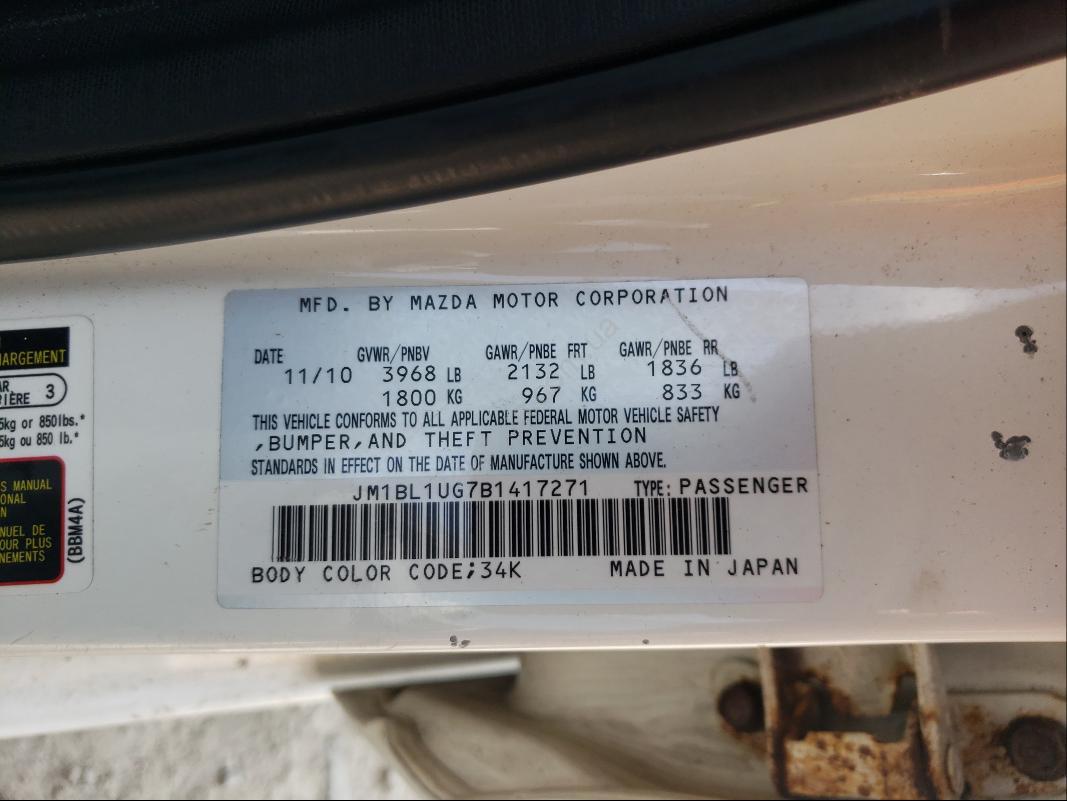 MFD. BY MAZDA MOTOR CORPORATION
DATE GVWR/PNBV GAWR/PNBE FRT GAWR/PNBE RR
11/10 3968 LB 2132 LB 1836 LB
1800 KG 967 KG 833 KG
THIS VEHICLE CONFORMS TO ALL APPLICABLE FEDERAL MOTOR VEHICLE SAFETY
,BUMPER,AND THEFT PREVENTION
STANDARDS IN EFFECT ON THE DATE OF MANUFACTURE SHOWN ABOVE.
JM1BL1UG7B1417271 TYPE: PASSENGER
BODY COLOR CODE;34K MADE IN JAPAN
3
5kg or 850lbs.*
5kg ou 850 lb.*
MANUAL
PLUS
(BBM4A)